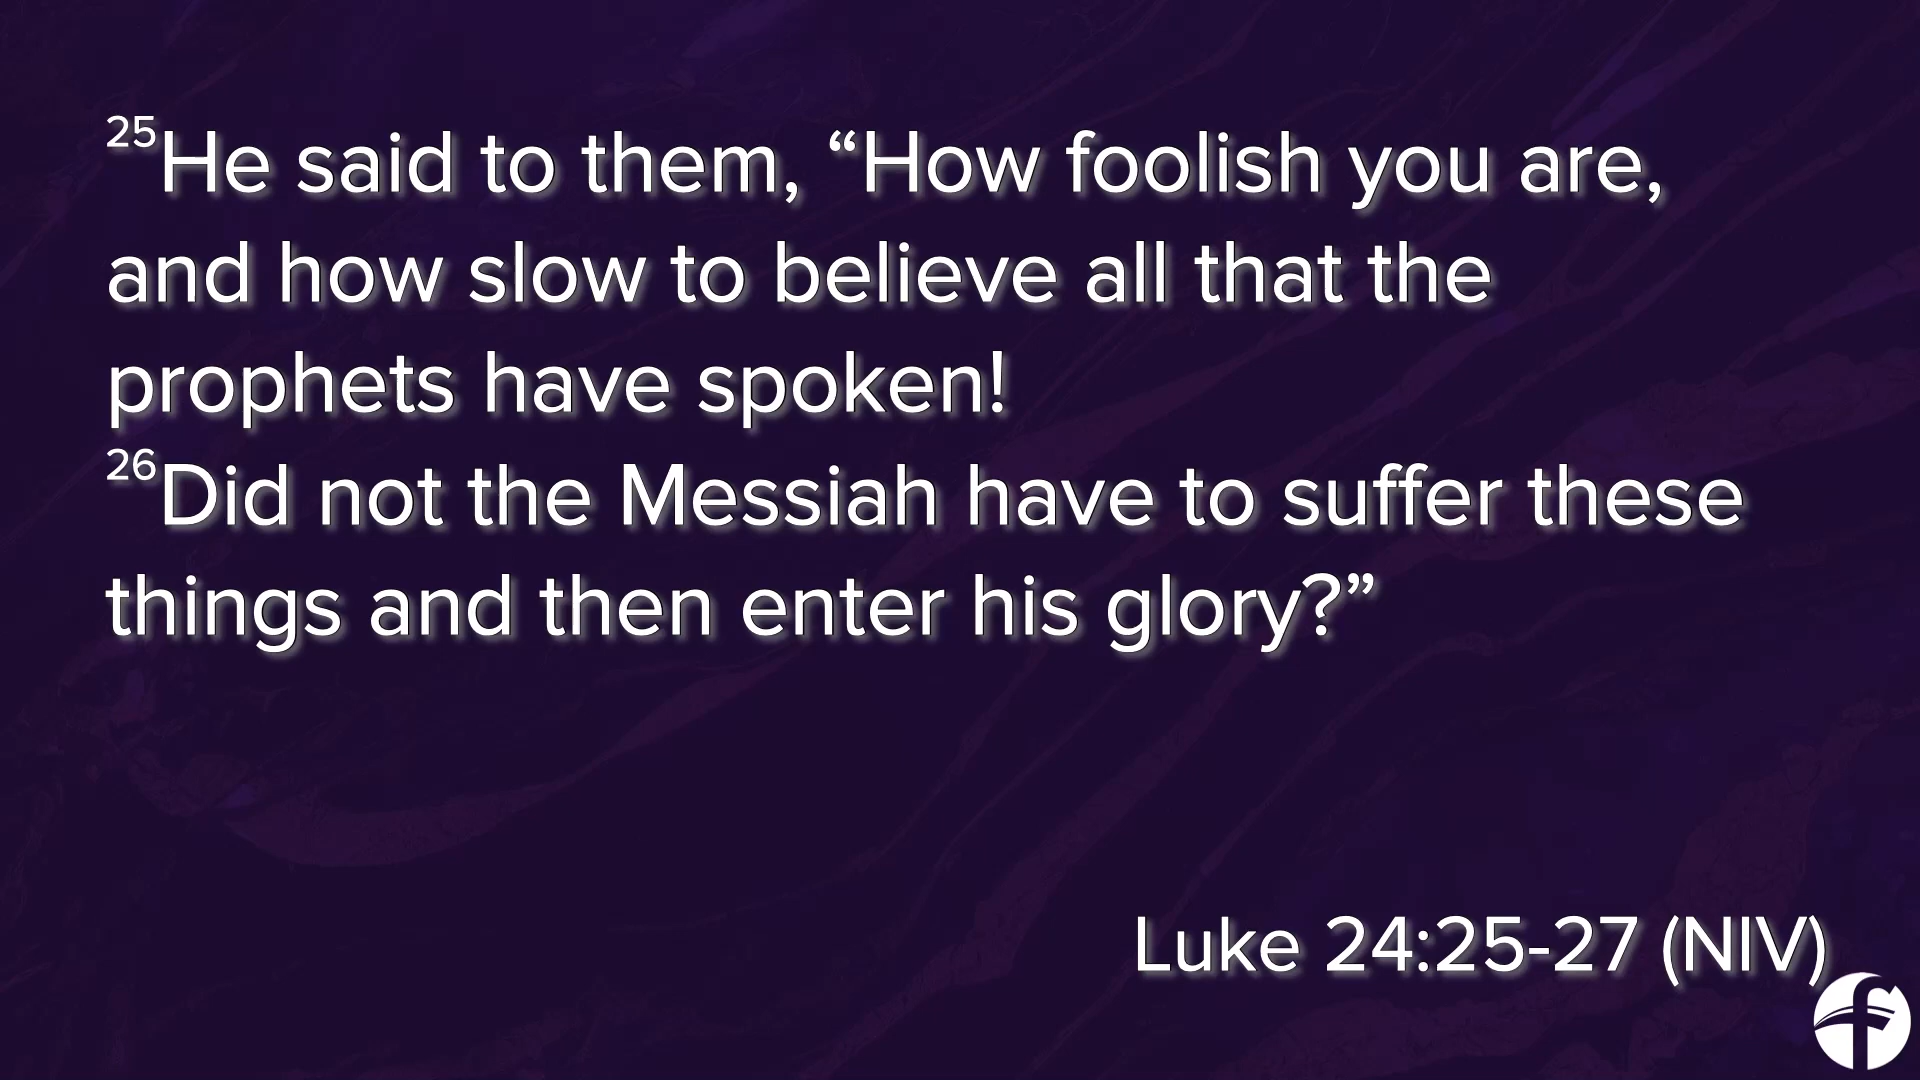 ²⁵He said to them, “How foolish you are,
and how slow to believe all that the
prophets have spoken!
²⁶Did not the Messiah have to suffer these
things and then enter his glory?”
Luke 24:25-27 (NIV)